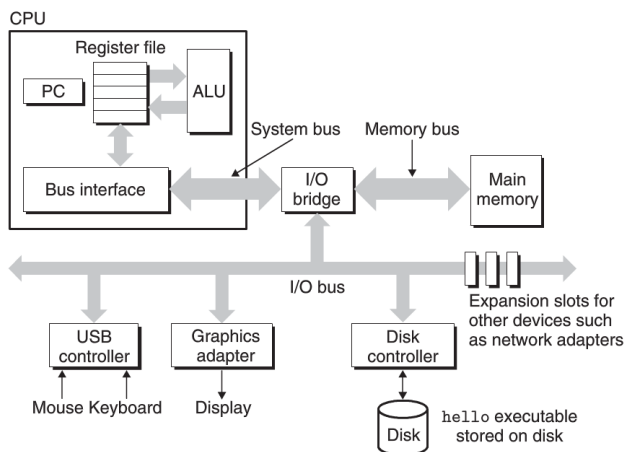 CPU
Register file
PC
ALU
System bus
Memory bus
Bus interface
I/O
bridge
Main
memory
I/O bus
Expansion slots for
other devices such
as network adapters
USB
controller
Graphics
adapter
Disk
controller
Mouse Keyboard
Display
Disk
hello executable
stored on disk